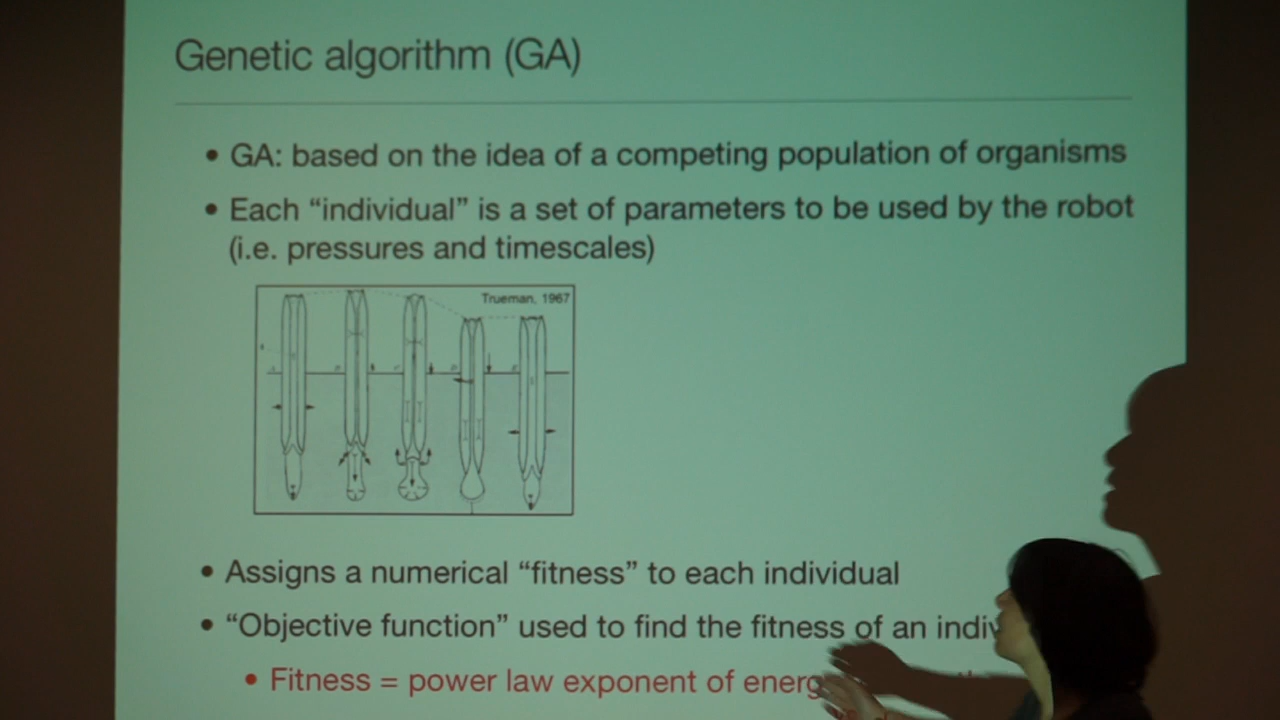 Genetic algorithm (GA)
• GA: based on the idea of a competing population of organisms
• Each “individual” is a set of parameters to be used by the robot
(i.e. pressures and timescales)
Trueman, 1967
• Assigns a numerical “fitness” to each individual
• “Objective function” used to find the fitness of an indiv
• Fitness = power law exponent of energ